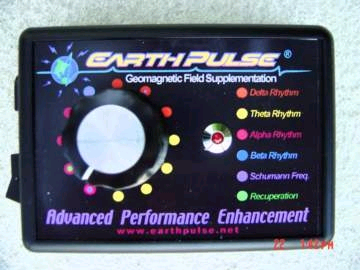 EARTHPULSE ®
Geomagnetic Field Supplementation
Delta Rhythm
Theta Rhythm
Alpha Rhythm
Beta Rhythm
Schumann Freq.
Recuperation
Advanced Performance Enhancement
www.earthpulse.net